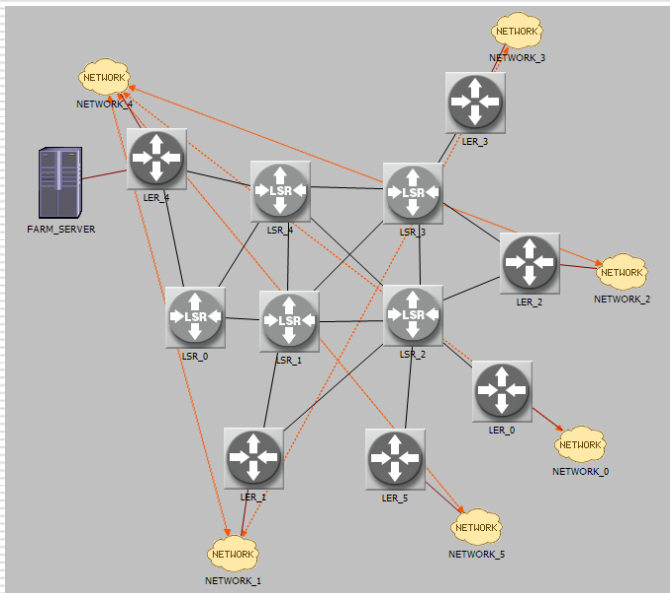 NETWORK
NETWORK_3
NETWORK
NETWORK_4
LER_3
LER_4
FARM_SERVER
LSR
LSR_4
LSR
LSR_3
LER_2
NETWORK
NETWORK_2
LSR
LSR_0
LSR
LSR_1
LSR
LSR_2
LER_0
NETWORK
NETWORK_0
LER_1
LER_5
NETWORK
NETWORK_5
NETWORK
NETWORK_1